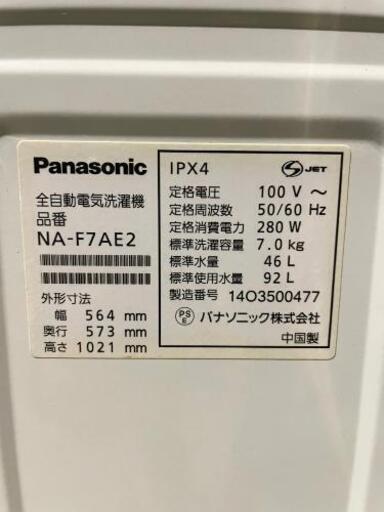 Panasonic
全自動電気洗濯機
品番
NA-F7AE2
外形寸法
幅 564 mm
奥行 573 mm
高さ 1021 mm
IPX4
S JET
定格電圧 100 V ～
定格周波数 50/60 Hz
定格消費電力 280 W
標準洗濯容量 7.0 kg
標準水量 46 L
標準使用水量 92 L
製造番号 14O3500477
PS E パナソニック株式会社
中国製